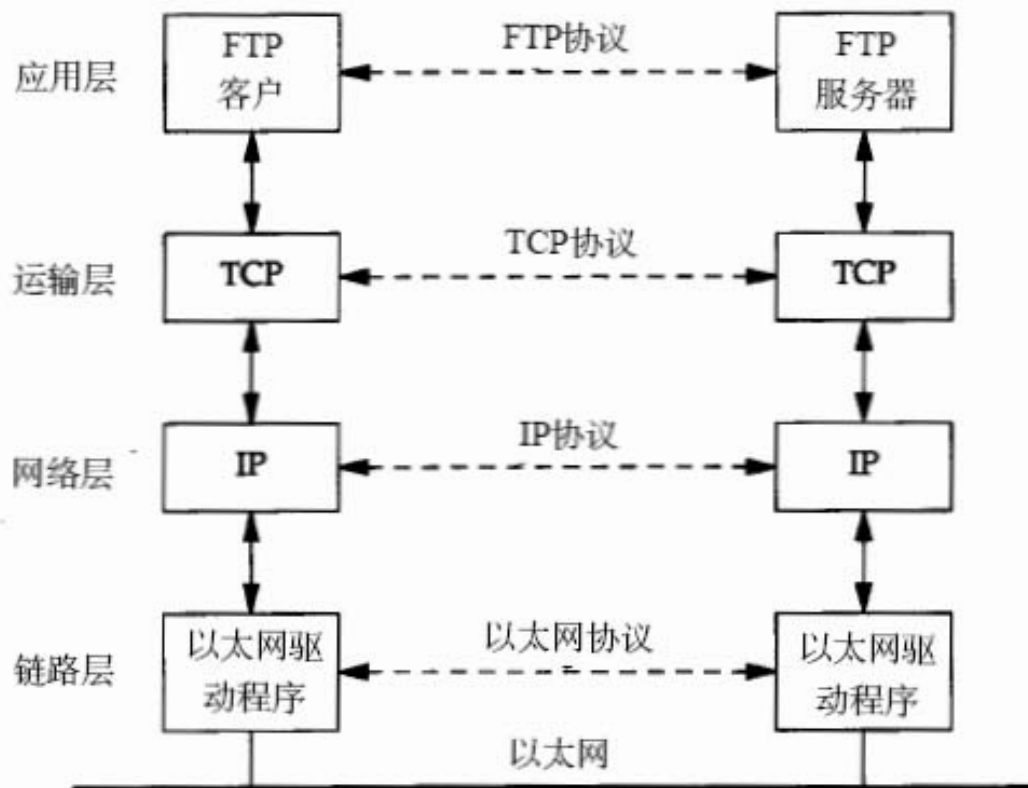 FTP
客户
FTP协议
FTP
服务器
应用层
TCP
TCP协议
TCP
运输层
IP
IP协议
IP
网络层
以太网驱
动程序
以太网协议
以太网驱
动程序
链路层
以太网